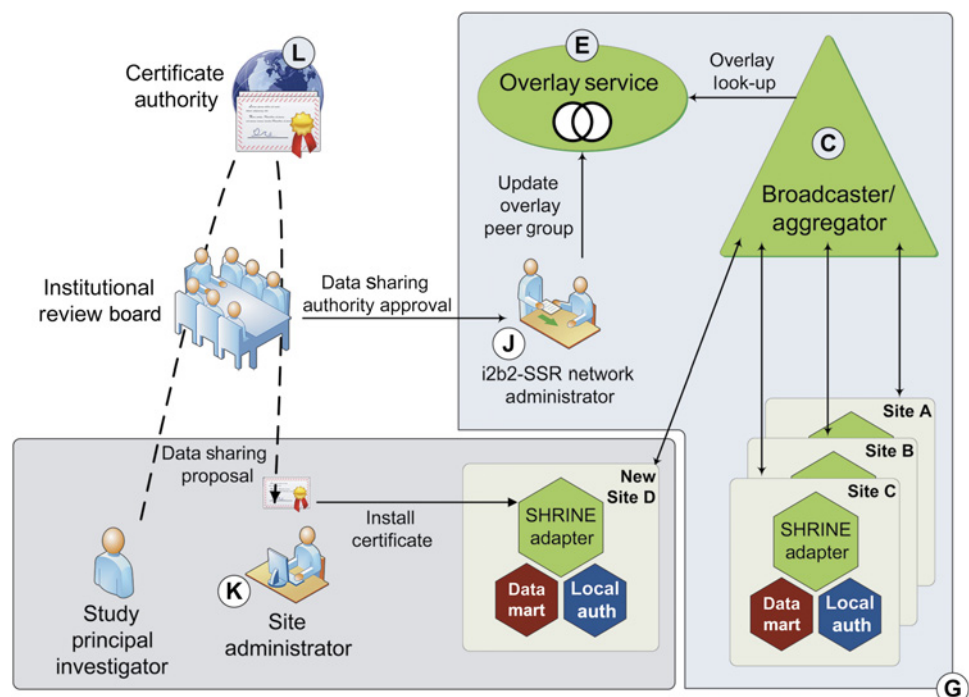 L
Certificate
authority
E
Overlay service
Overlay
look-up
C
Broadcaster/
aggregator
Update
overlay
peer group
Institutional
review board
Data sharing
authority approval
J
i2b2-SSR network
administrator
Data sharing
proposal
Install
certificate
K
Site
administrator
Study
principal
investigator
New
Site D
SHRINE
adapter
Data
mart
Local
auth
Site A
Site B
Site C
SHRINE
adapter
Data
mart
Local
auth
G